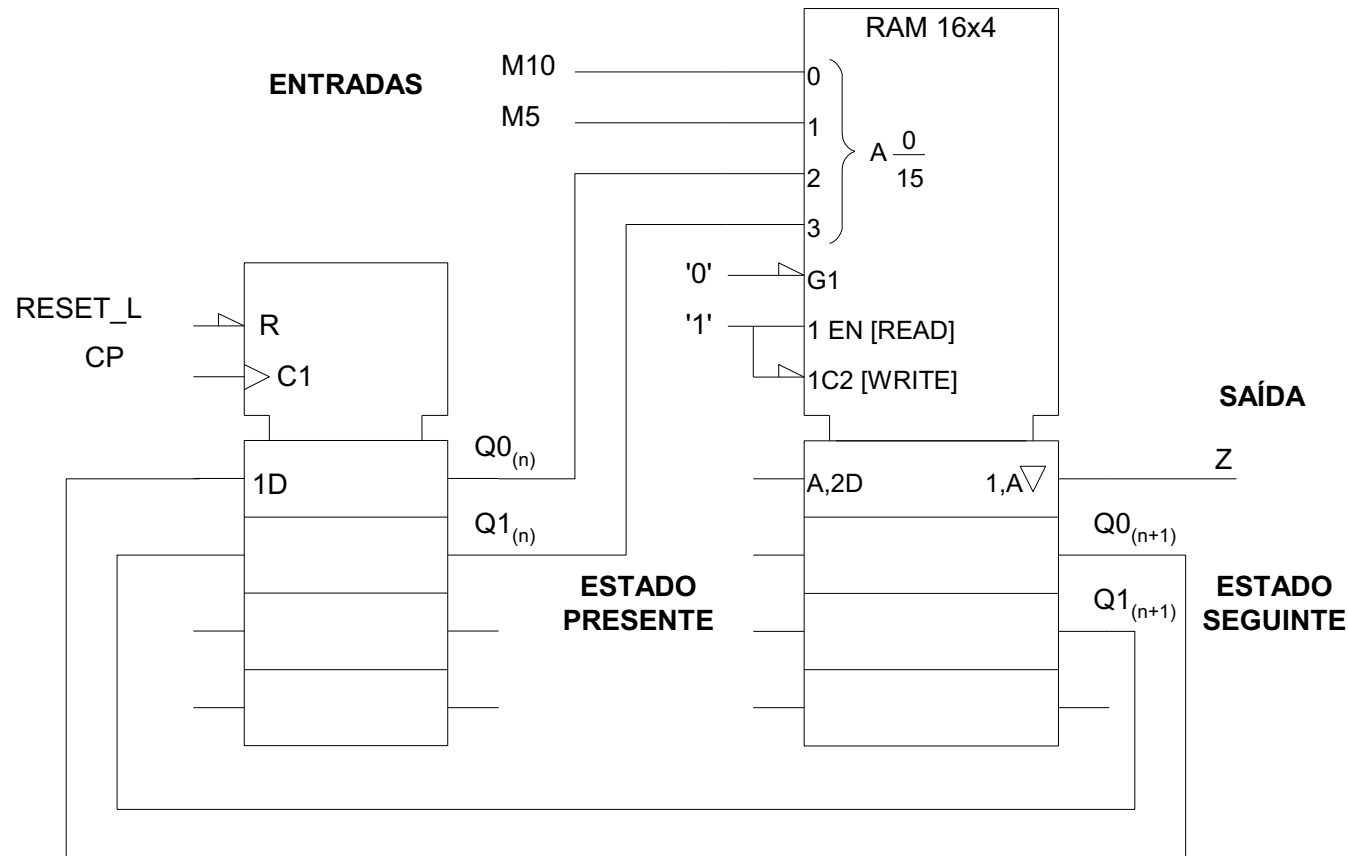 RAM 16x4
ENTRADAS
M10
M5
0
1
2
3
A 0
15
'0'
G1
'1'
1 EN [READ]
1C2 [WRITE]
RESET_L
R
CP
C1
SAÍDA
1D
Q0(n)
A,2D
1,A▽
Z
Q1(n)
Q0(n+1)
ESTADO
PRESENTE
Q1(n+1)
ESTADO
SEGUINTE